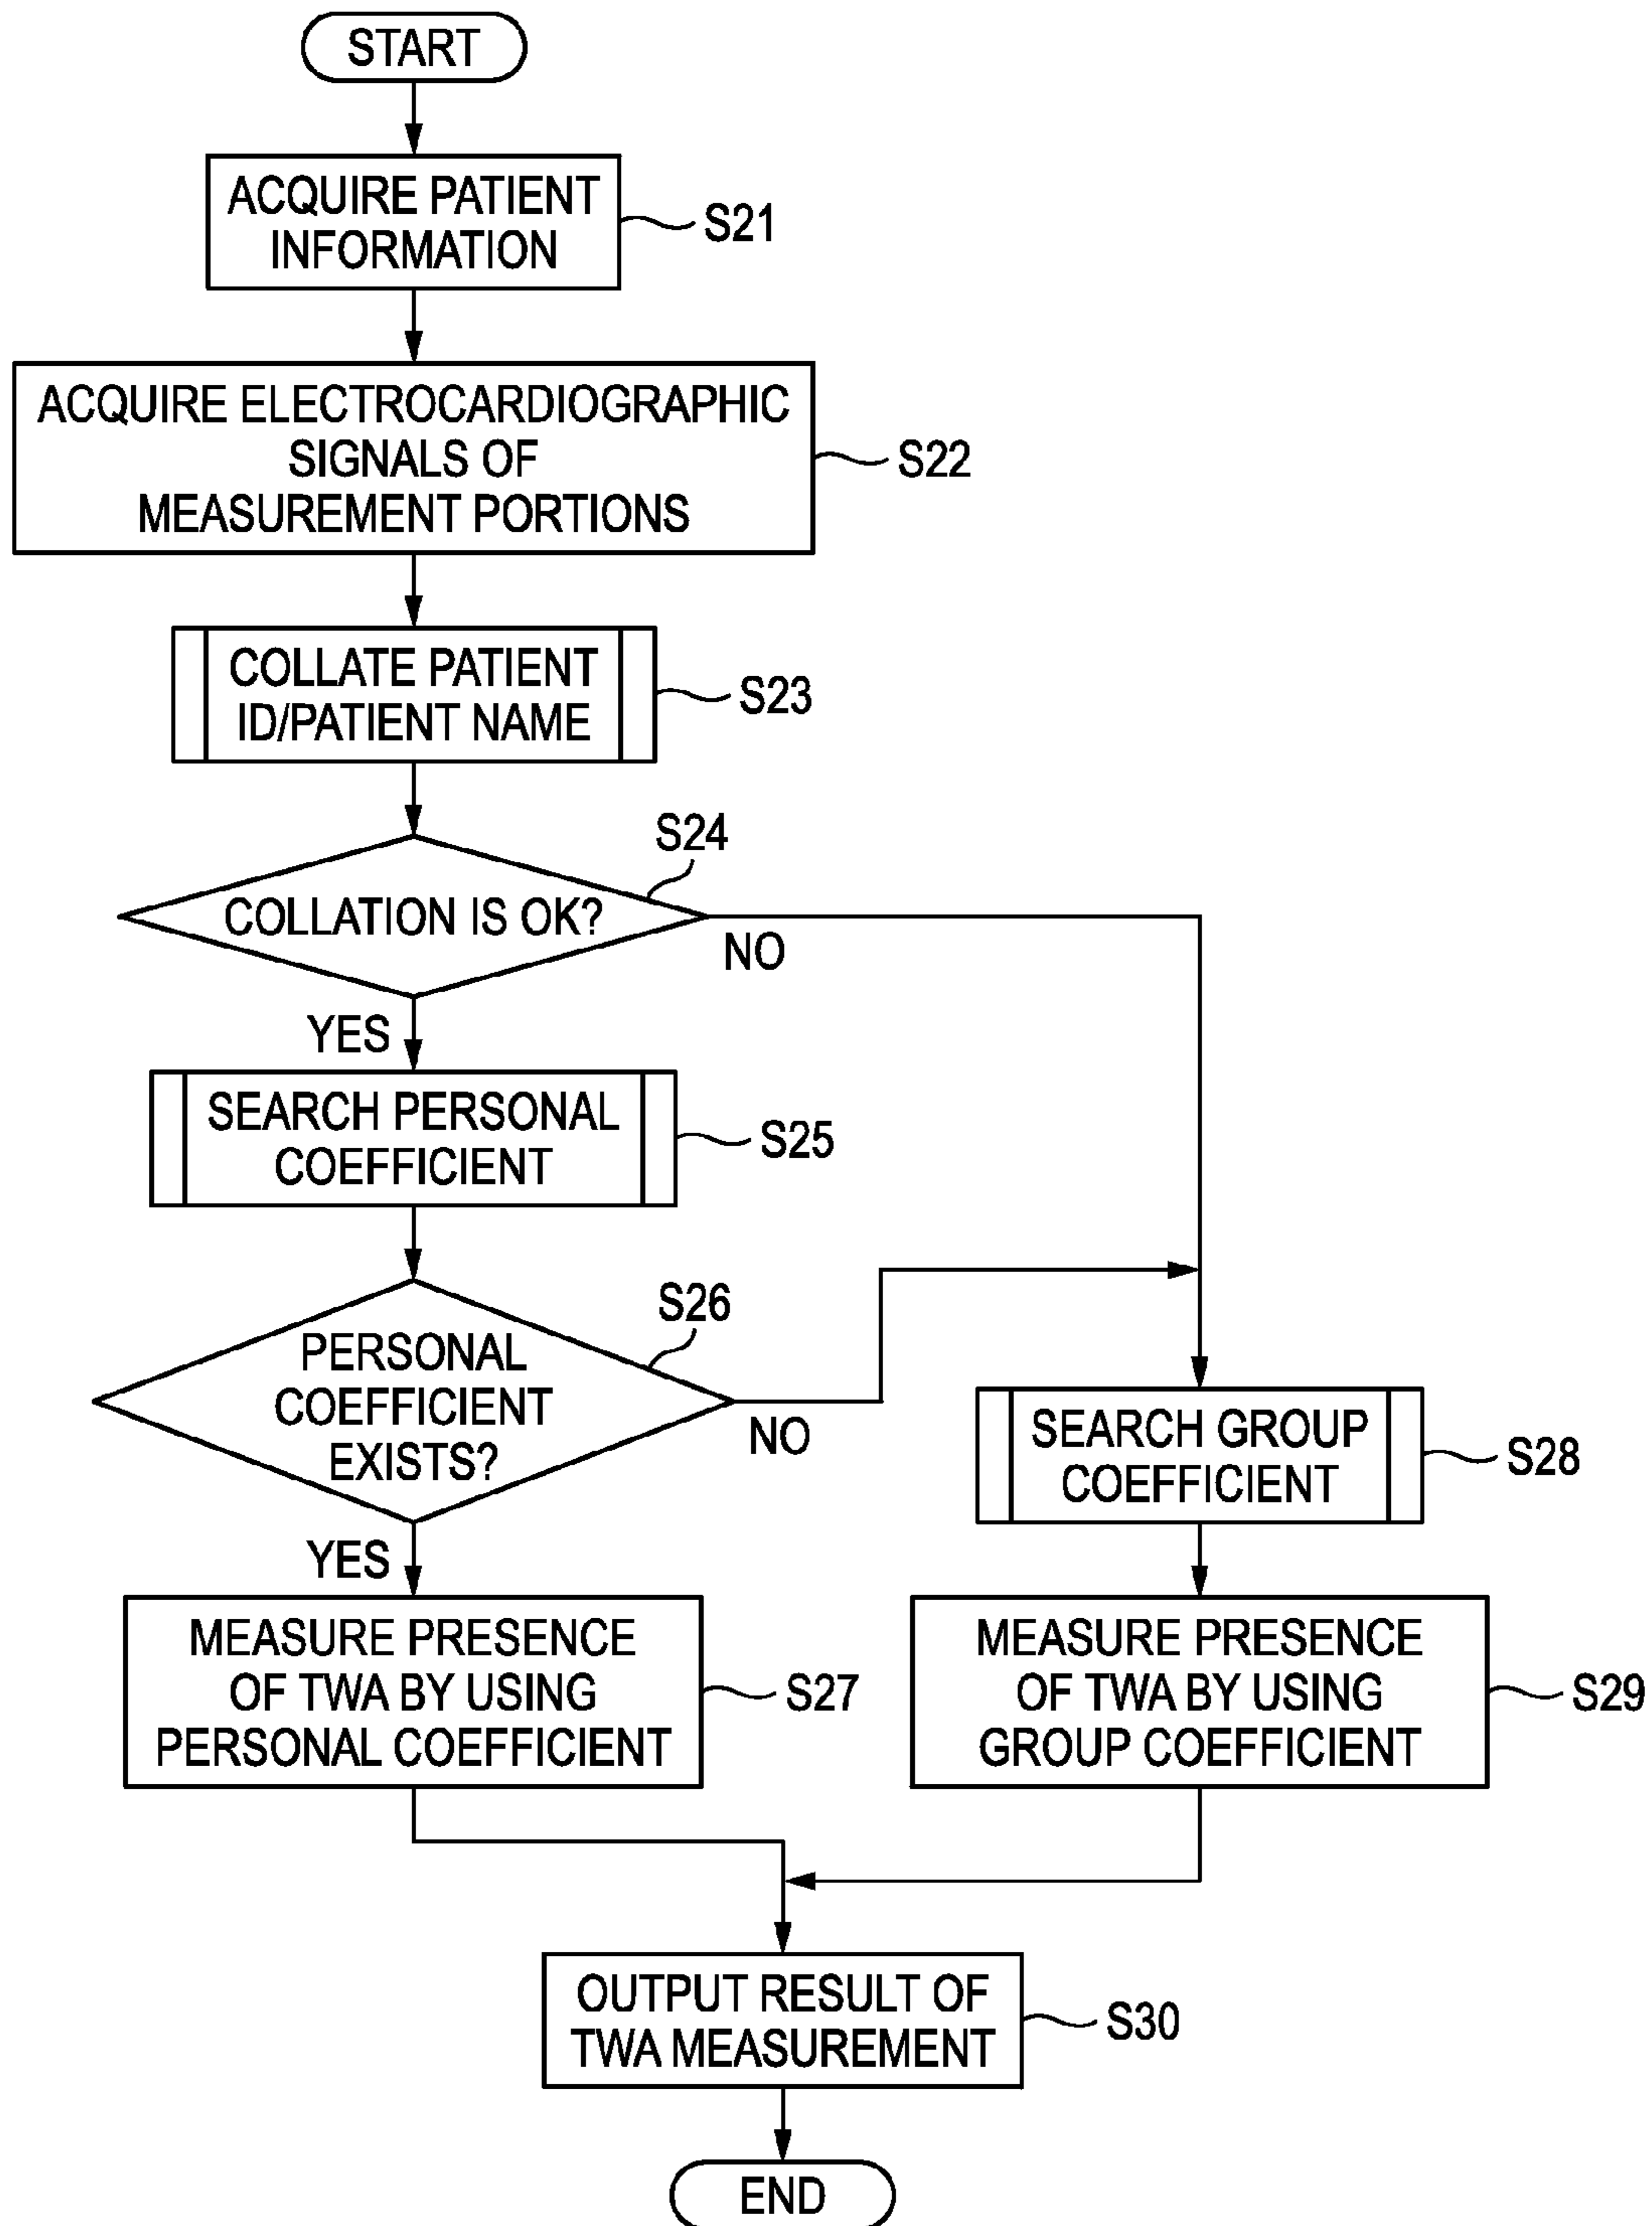 START
ACQUIRE PATIENT
INFORMATION
S21
ACQUIRE ELECTROCARDIOGRAPHIC
SIGNALS OF
MEASUREMENT PORTIONS
S22
COLLATE PATIENT
ID/PATIENT NAME
S23
S24
COLLATION IS OK?
NO
YES
SEARCH PERSONAL
COEFFICIENT
S25
S26
PERSONAL
COEFFICIENT
EXISTS?
NO
YES
SEARCH GROUP
COEFFICIENT
S28
MEASURE PRESENCE
OF TWA BY USING
PERSONAL COEFFICIENT
S27
MEASURE PRESENCE
OF TWA BY USING
GROUP COEFFICIENT
S29
OUTPUT RESULT OF
TWA MEASUREMENT
S30
END